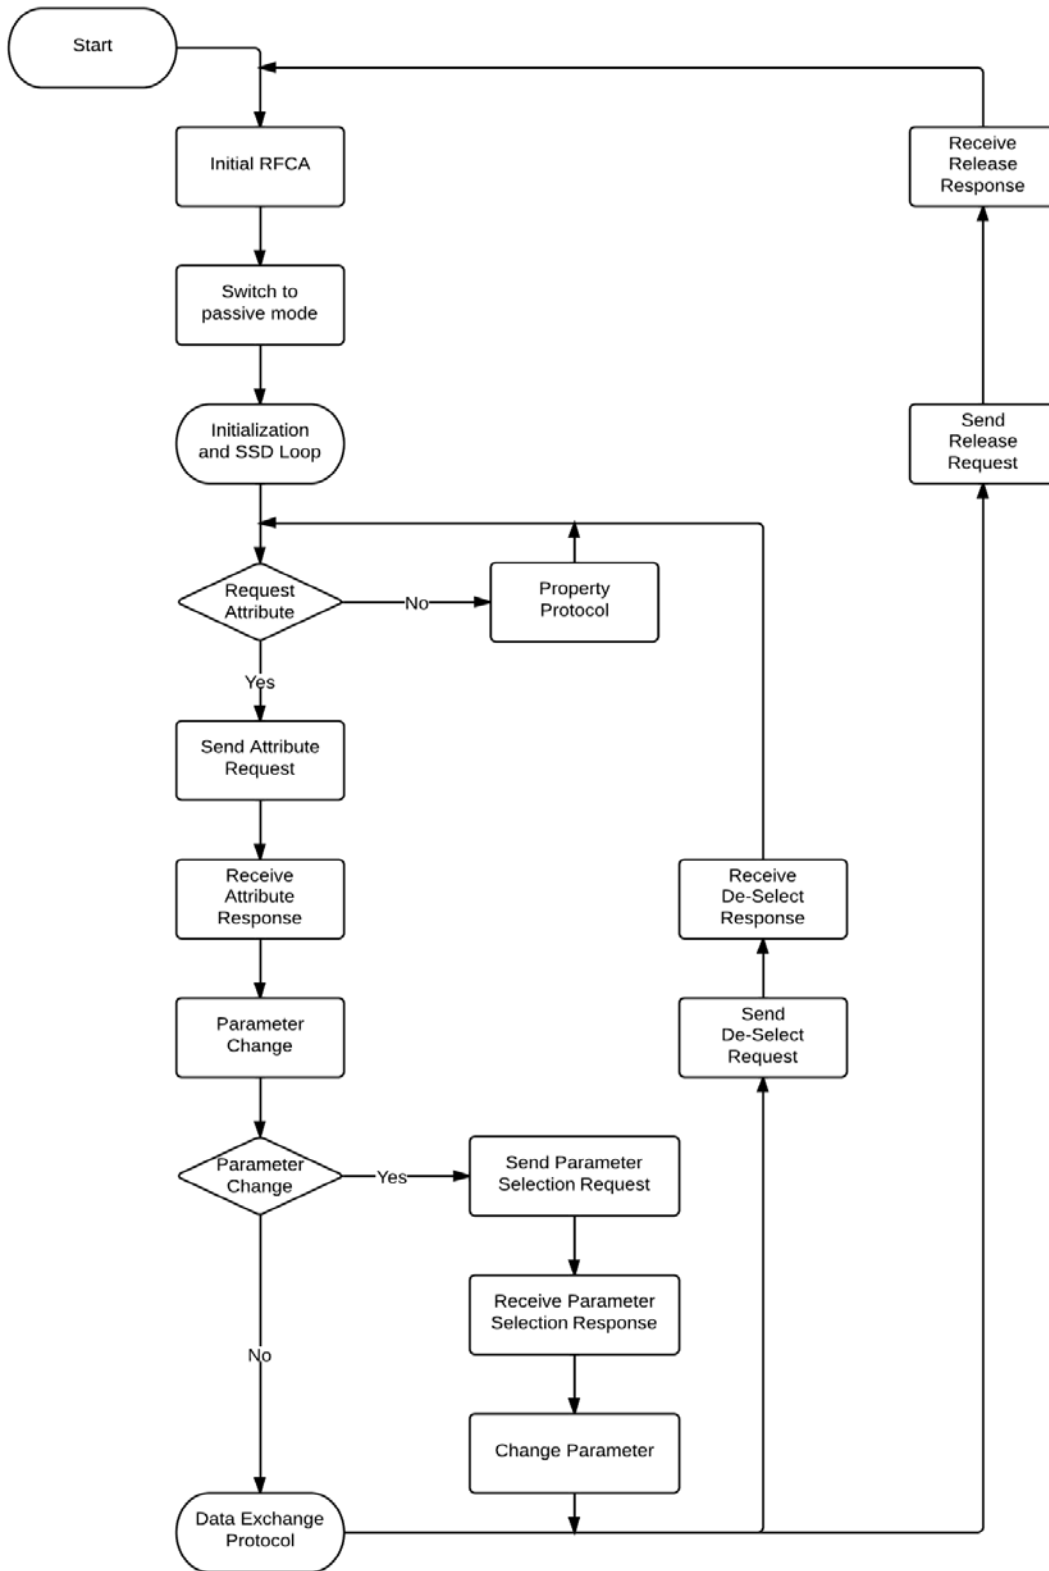 Start
Initial RFCA
Switch to
passive mode
Initialization
and SSD Loop
Request
Attribute
No
Property
Protocol
Yes
Send Attribute
Request
Receive
Attribute
Response
Parameter
Change
Parameter
Change
Yes
Send Parameter
Selection Request
Receive Parameter
Selection Response
Change Parameter
No
Data Exchange
Protocol
Send
De-Select
Request
Receive
De-Select
Response
Send
Release
Request
Receive
Release
Response